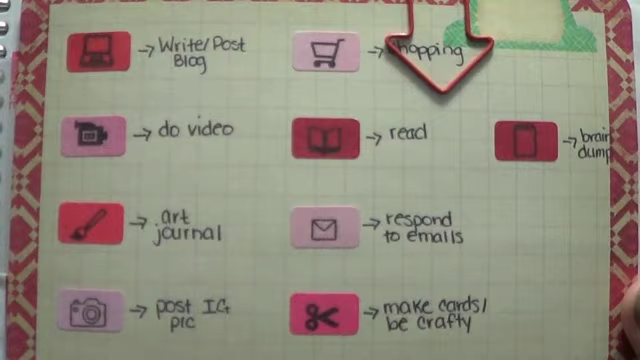 → Write/Post
Blog
→ do video
→ art
journal
→ post IG
pic
→ shopping
→ read
→ respond
to emails
→ make cards/
be crafty
→ brain
dump